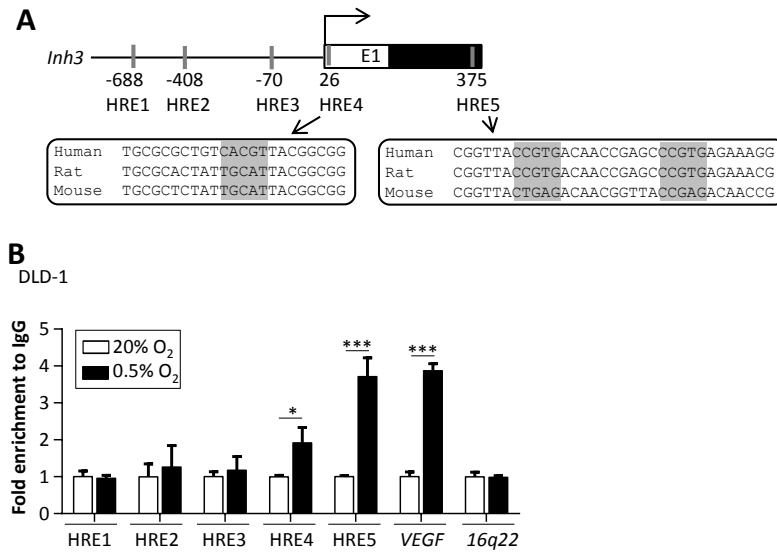 A
Inh3
E1
-688 -408 -70 26 375
HRE1 HRE2 HRE3 HRE4 HRE5
Human TGCGCGCTGTCACGTTACGGCGG
Rat TGCGCACTATTGCATTACGGCGG
Mouse TGCGCTCTATTGCATTACGGCGG
Human CGGTTACCGTGACAACCGAGCCCGTGAGAAAGG
Rat CGGTTACCGTGACAACCGAGCCCGTGAGAAACG
Mouse CGGTTACTGAGACAACGGTTACCGAGACAACCG
B
DLD-1
Fold enrichment to IgG
5
4
3
2
1
0
20% O₂
0.5% O₂
* *** ***
HRE1 HRE2 HRE3 HRE4 HRE5 VEGF 16q22